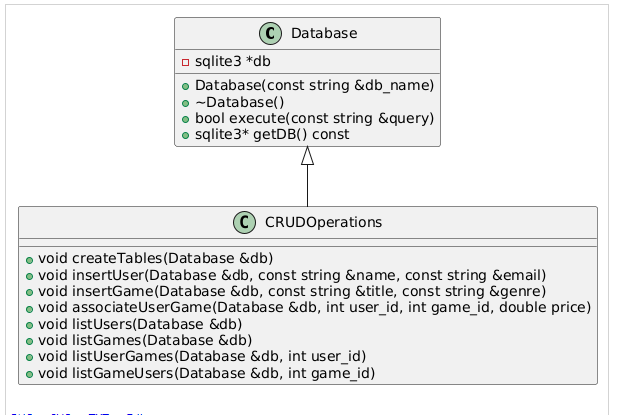 C Database
sqlite3 *db
Database(const string &db_name)
~Database()
bool execute(const string &query)
sqlite3* getDB() const
C CRUDOperations
void createTables(Database &db)
void insertUser(Database &db, const string &name, const string &email)
void insertGame(Database &db, const string &title, const string &genre)
void associateUserGame(Database &db, int user_id, int game_id, double price)
void listUsers(Database &db)
void listGames(Database &db)
void listUserGames(Database &db, int user_id)
void listGameUsers(Database &db, int game_id)